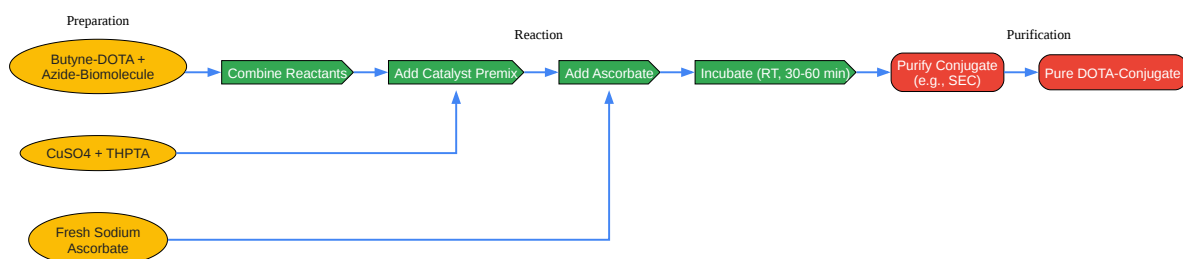 Preparation
Reaction
Purification
Butyne-DOTA +
Azide-Biomolecule
Combine Reactants
Add Catalyst Premix
Add Ascorbate
Incubate (RT, 30-60 min)
Purify Conjugate
(e.g., SEC)
Pure DOTA-Conjugate
CuSO4 + THPTA
Fresh Sodium
Ascorbate